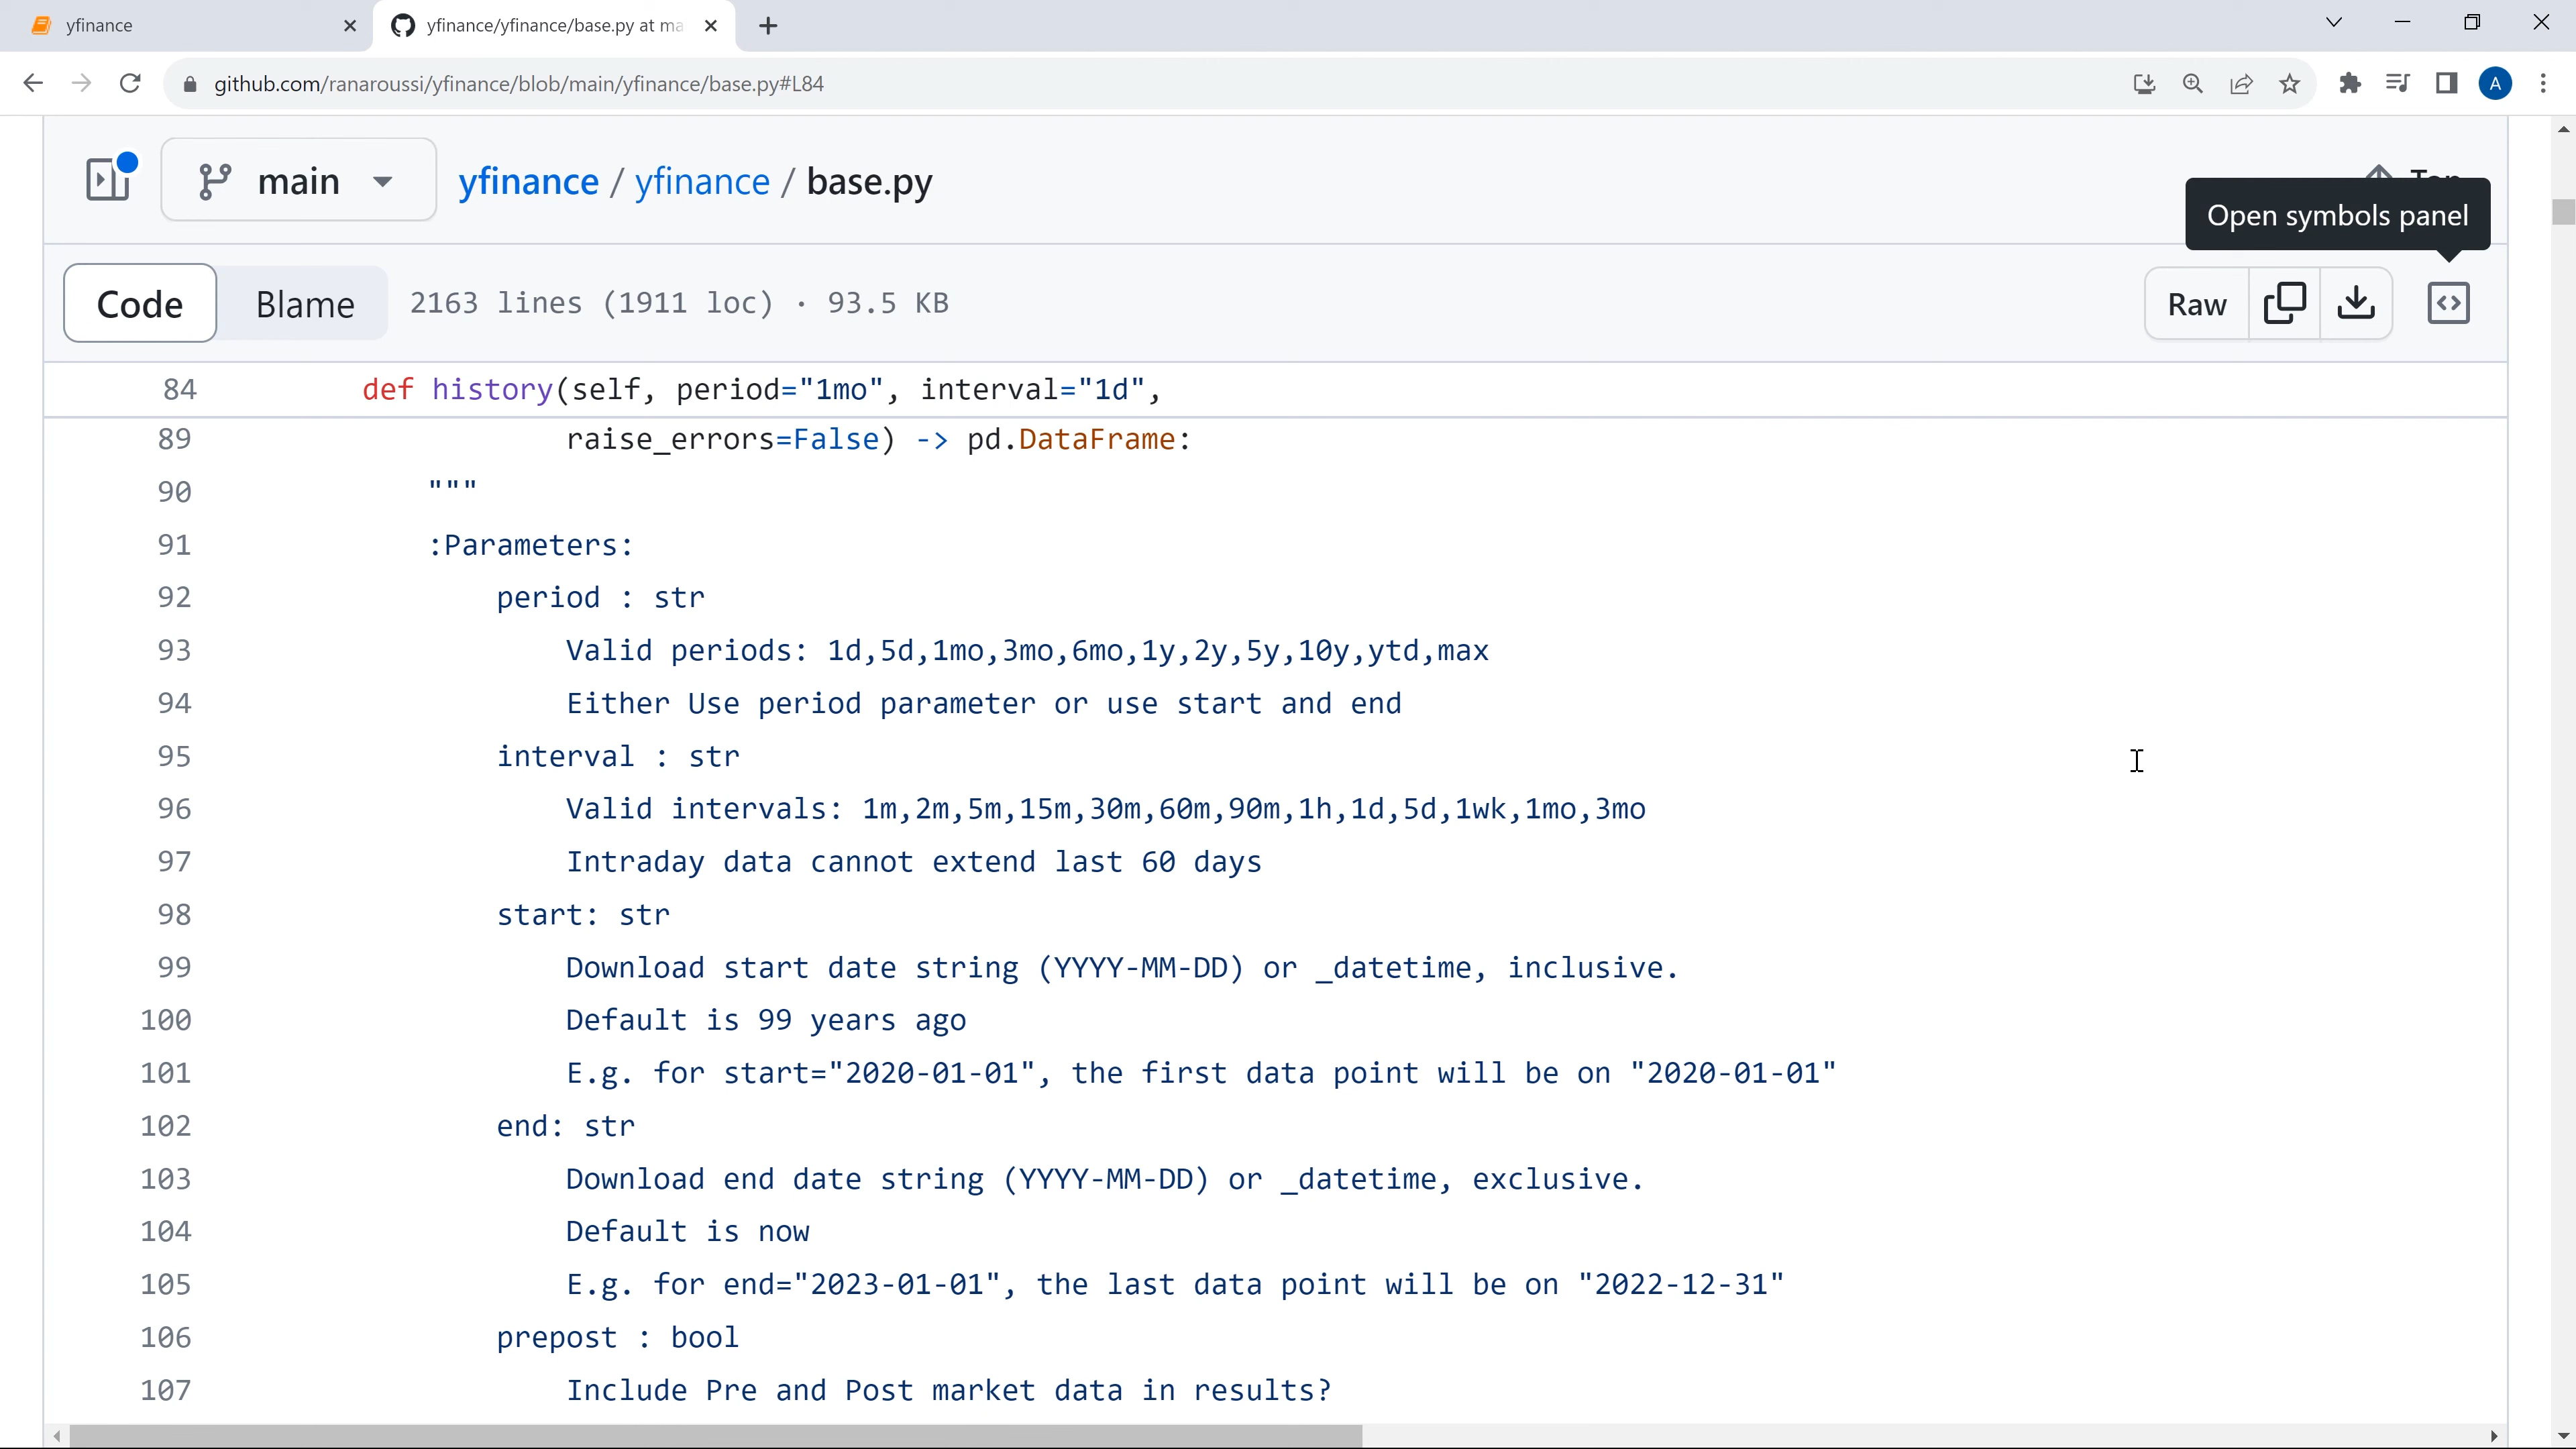 yfinance
yfinance/yfinance/base.py at ma
github.com/ranaroussi/yfinance/blob/main/yfinance/base.py#L84
A
main
yfinance / yfinance / base.py
Open symbols panel
Code
Blame
2163 lines (1911 loc) · 93.5 KB
Raw
84 def history(self, period="1mo", interval="1d",
89 raise_errors=False) -> pd.DataFrame:
90 """
91 :Parameters:
92 period : str
93 Valid periods: 1d,5d,1mo,3mo,6mo,1y,2y,5y,10y,ytd,max
94 Either Use period parameter or use start and end
95 interval : str
96 Valid intervals: 1m,2m,5m,15m,30m,60m,90m,1h,1d,5d,1wk,1mo,3mo
97 Intraday data cannot extend last 60 days
98 start: str
99 Download start date string (YYYY-MM-DD) or _datetime, inclusive.
100 Default is 99 years ago
101 E.g. for start="2020-01-01", the first data point will be on "2020-01-01"
102 end: str
103 Download end date string (YYYY-MM-DD) or _datetime, exclusive.
104 Default is now
105 E.g. for end="2023-01-01", the last data point will be on "2022-12-31"
106 prepost : bool
107 Include Pre and Post market data in results?